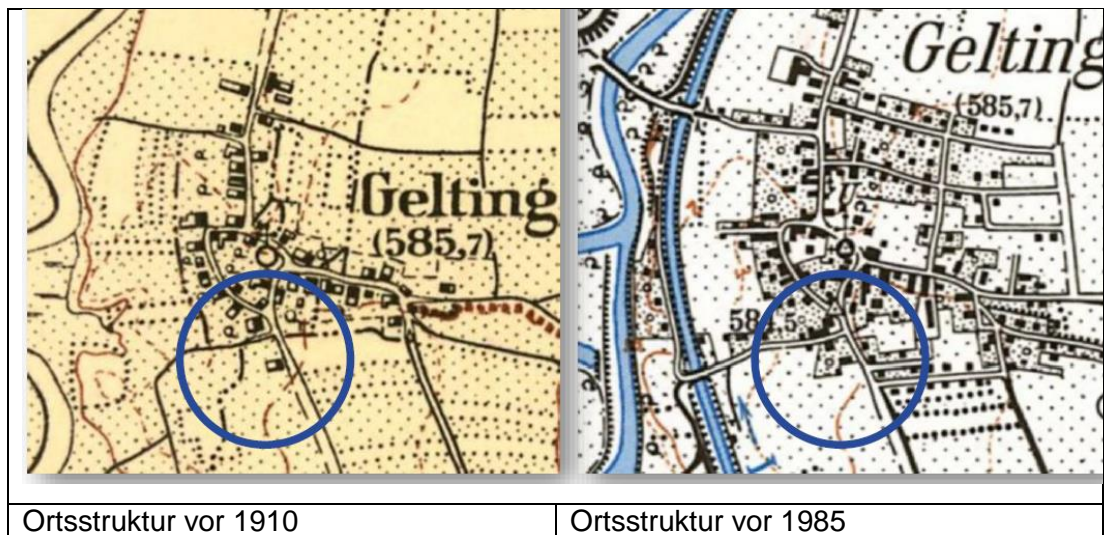 Gelting
(585,7)
Gelting
(585,7)
Ortsstruktur vor 1910
Ortsstruktur vor 1985